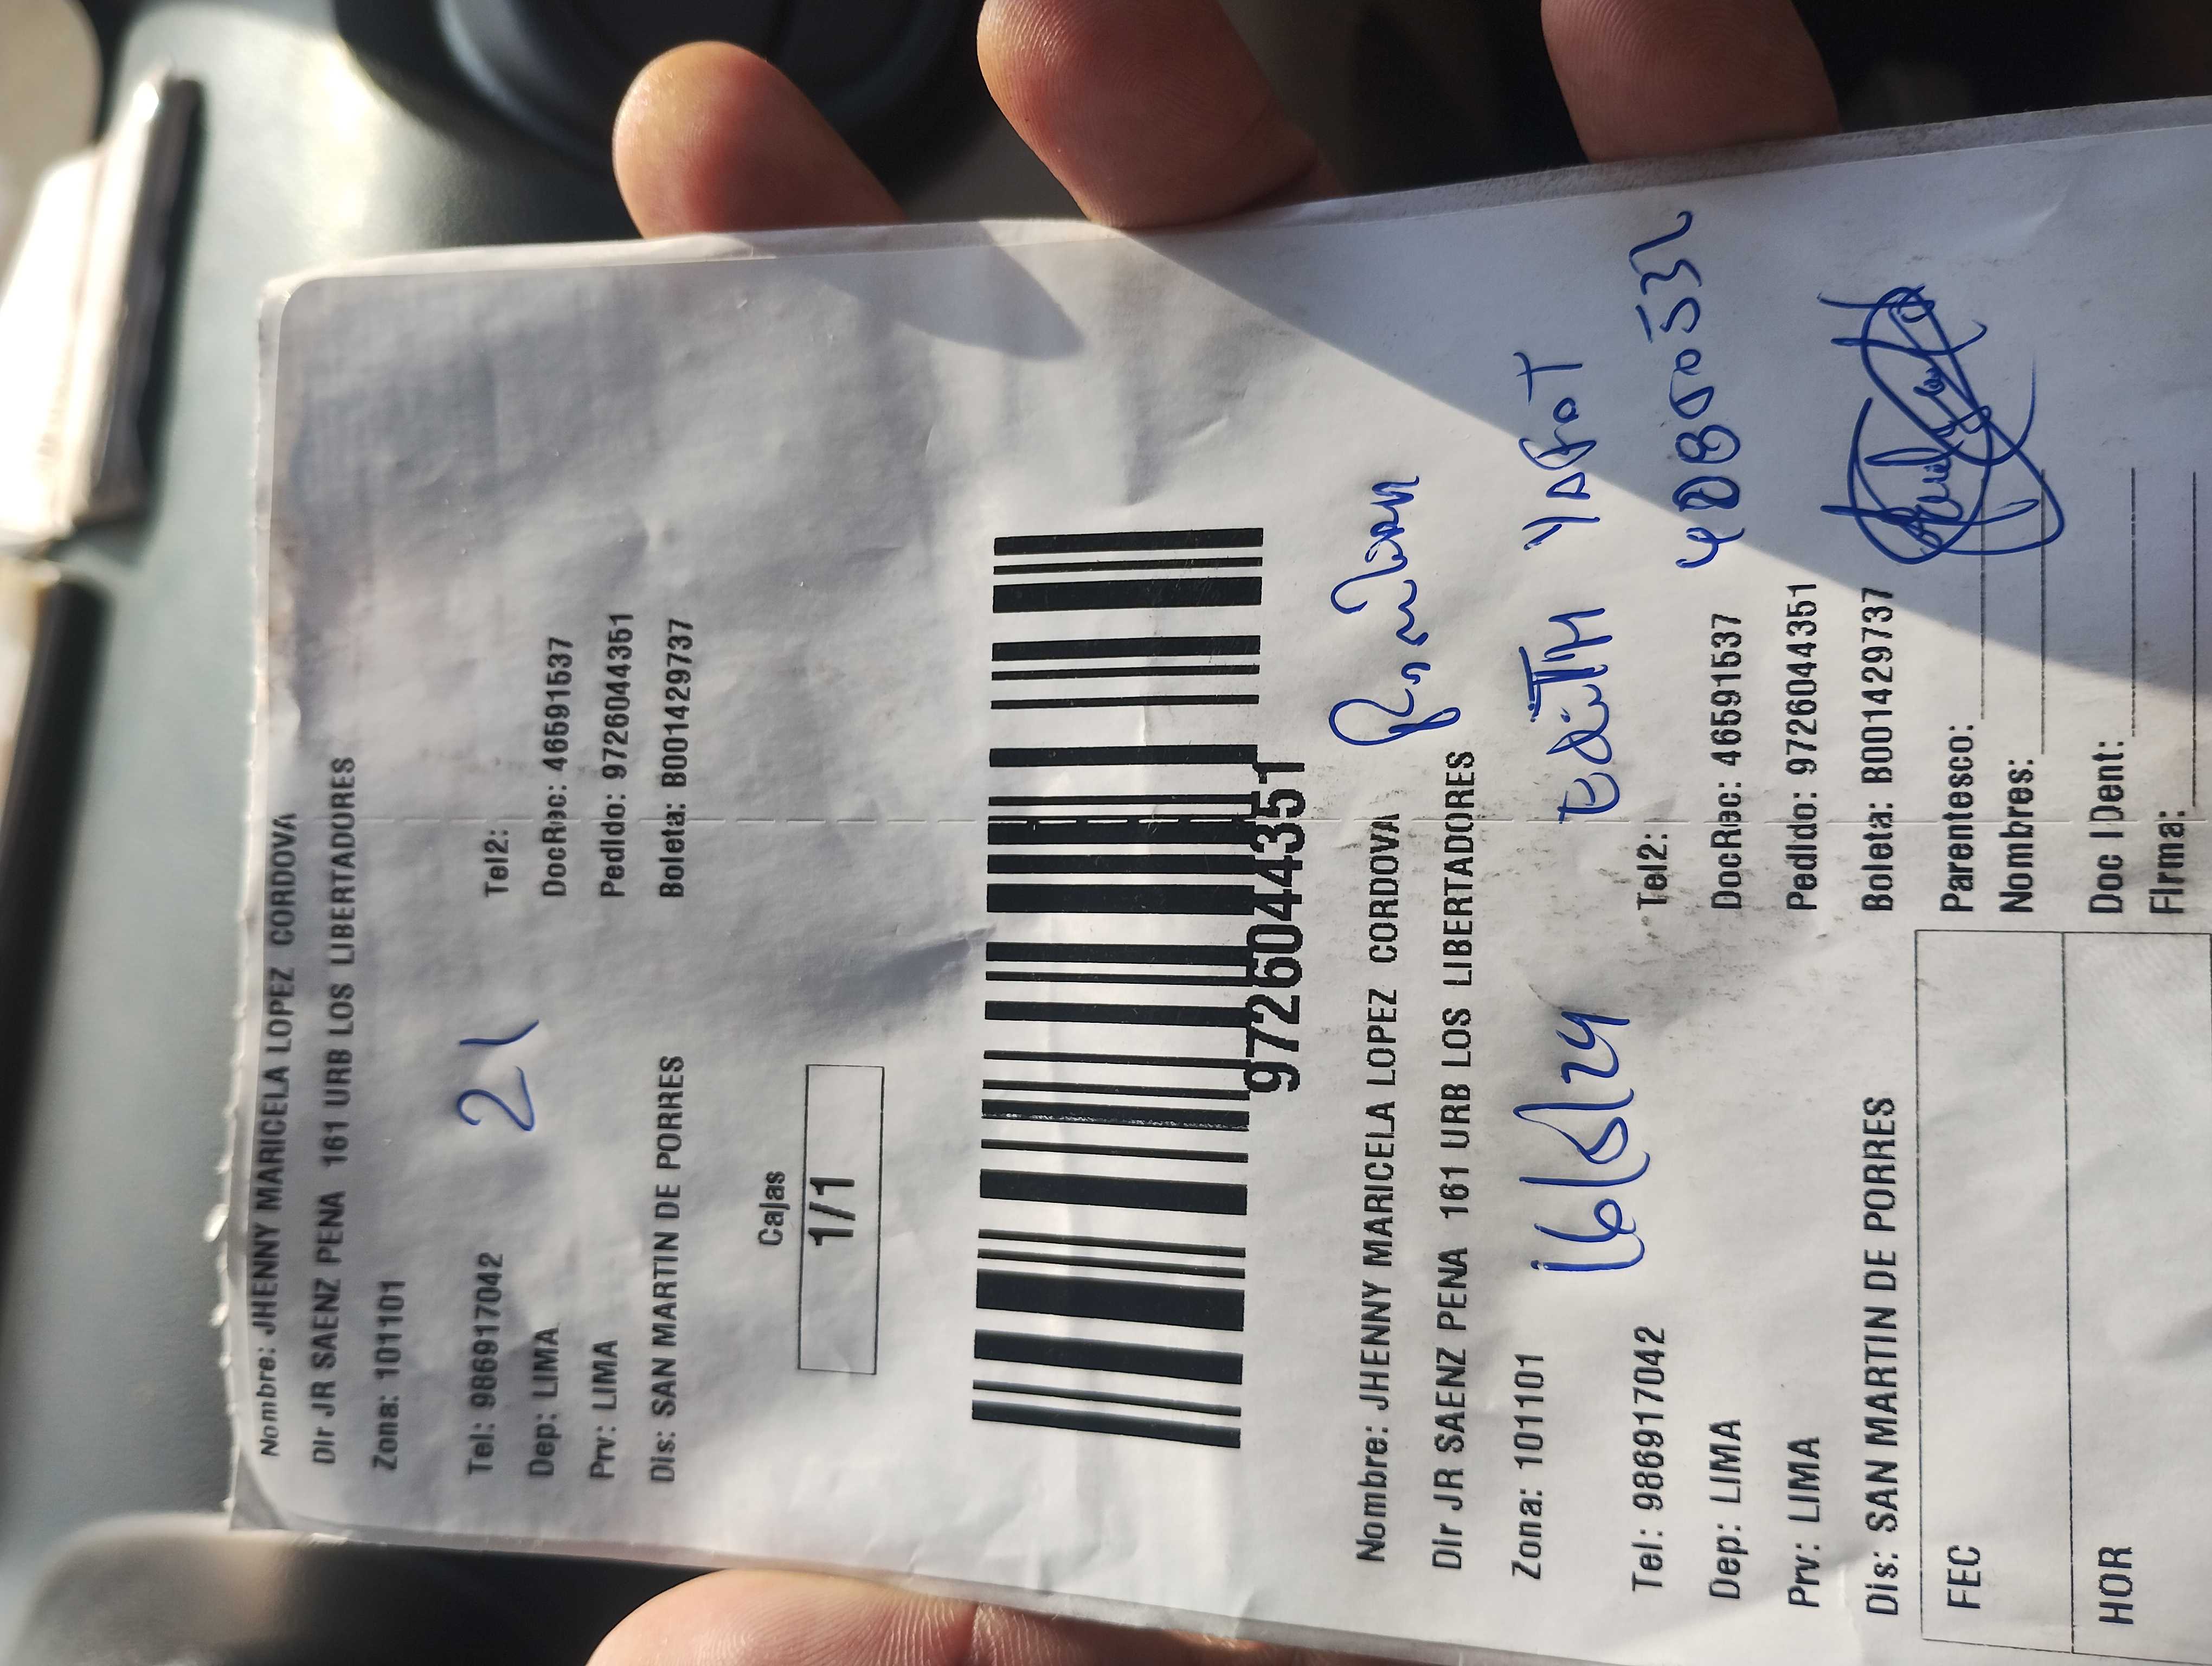 Nombre: JHENNY MARICELA LOPEZ CORDOVA
Dir JR SAENZ PENA 161 URB LOS LIBERTADORES
Zona: 101101
21
Tel: 986917042 Tel2:
Dep: LIMA DocRec: 46591537
Prv: LIMA Pedido: 9726044351
Dis: SAN MARTIN DE PORRES Boleta: B001429737
Cajas
1/1
9726044351
Nombre: JHENNY MARICELA LOPEZ CORDOVA
Dir JR SAENZ PENA 161 URB LOS LIBERTADORES
Zona: 101101 16/6/24 EDITH
Tel: 986917042 Tel2:
Dep: LIMA DocRec: 46591537
Prv: LIMA Pedido: 9726044351
Dis: SAN MARTIN DE PORRES Boleta: B001429737
FEC Parentesco:
Nombres:
HOR Doc IDent:
Firma: